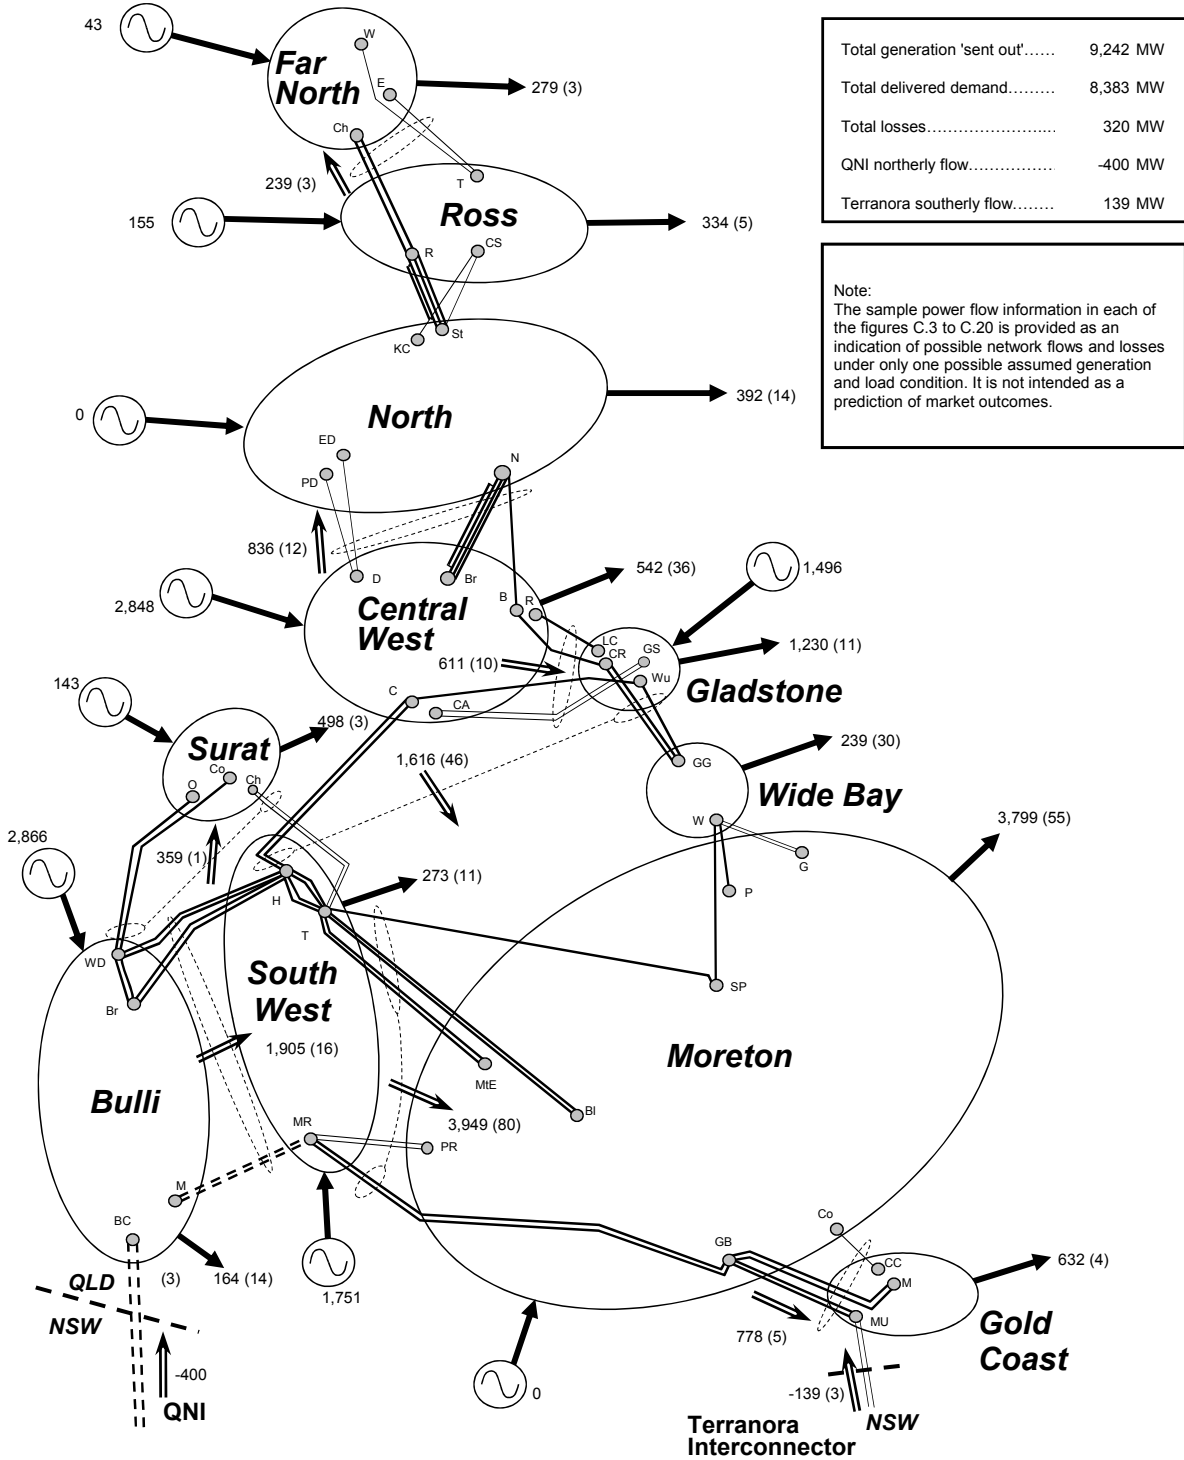 43
W
Far
North
E
279 (3)
Ch
239 (3)
T
Ross
155
334 (5)
R
CS
KC
St
0
North
392 (14)
ED
PD
N
836 (12)
D
Br
542 (36)
1,496
2,848
Central
West
B
R
LC
CR
GS
1,230 (11)
611 (10)
Wu
Gladstone
C
CA
143
498 (3)
Surat
Co
Ch
O
1,616 (46)
GG
239 (30)
Wide Bay
W
G
3,799 (55)
2,866
359 (1)
P
273 (11)
H
T
WD
South
West
SP
Br
1,905 (16)
Moreton
MtE
Bulli
BI
3,949 (80)
MR
PR
M
BC
Co
GB
CC
632 (4)
M
(3)
164 (14)
QLD
1,751
NSW
MU
Gold
Coast
778 (5)
-400
0
-139 (3)
QNI
NSW
Terranora
Interconnector
Total generation 'sent out'...... 9,242 MW
Total delivered demand......... 8,383 MW
Total losses........................ 320 MW
QNI northerly flow................ -400 MW
Terranora southerly flow........ 139 MW
Note:
The sample power flow information in each of
the figures C.3 to C.20 is provided as an
indication of possible network flows and losses
under only one possible assumed generation
and load condition. It is not intended as a
prediction of market outcomes.